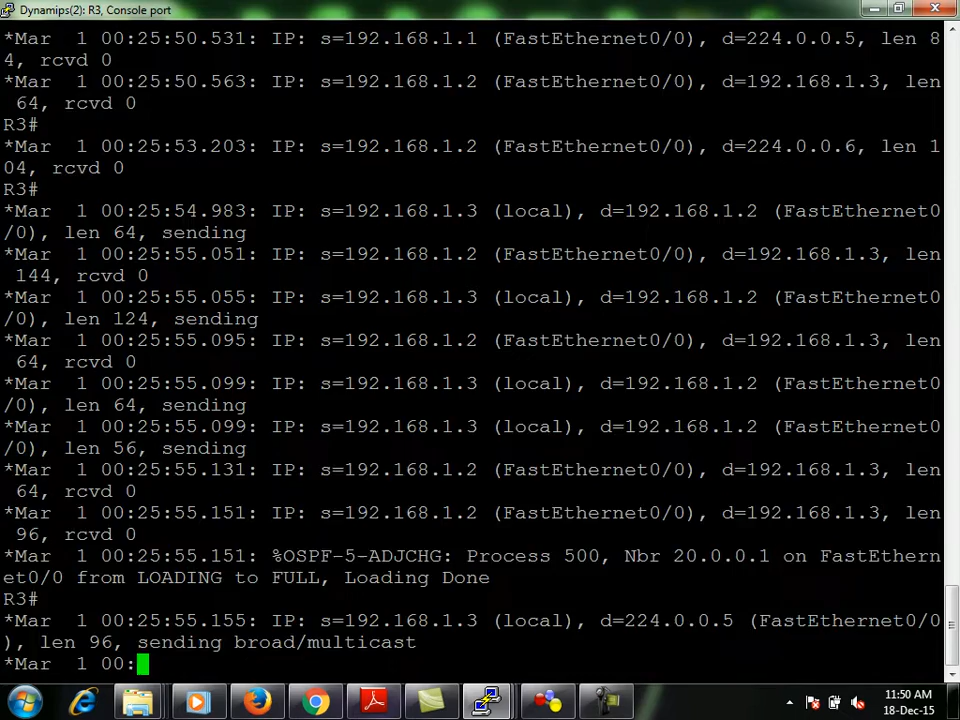 Dynamips(2): R3, Console port
*Mar  1 00:25:50.531: IP: s=192.168.1.1 (FastEthernet0/0), d=224.0.0.5, len 8
4, rcvd 0
*Mar  1 00:25:50.563: IP: s=192.168.1.2 (FastEthernet0/0), d=192.168.1.3, len
 64, rcvd 0
R3#
*Mar  1 00:25:53.203: IP: s=192.168.1.2 (FastEthernet0/0), d=224.0.0.6, len 1
04, rcvd 0
R3#
*Mar  1 00:25:54.983: IP: s=192.168.1.3 (local), d=192.168.1.2 (FastEthernet0
/0), len 64, sending
*Mar  1 00:25:55.051: IP: s=192.168.1.2 (FastEthernet0/0), d=192.168.1.3, len
 144, rcvd 0
*Mar  1 00:25:55.055: IP: s=192.168.1.3 (local), d=192.168.1.2 (FastEthernet0
/0), len 124, sending
*Mar  1 00:25:55.095: IP: s=192.168.1.2 (FastEthernet0/0), d=192.168.1.3, len
 64, rcvd 0
*Mar  1 00:25:55.099: IP: s=192.168.1.3 (local), d=192.168.1.2 (FastEthernet0
/0), len 64, sending
*Mar  1 00:25:55.099: IP: s=192.168.1.3 (local), d=192.168.1.2 (FastEthernet0
/0), len 56, sending
*Mar  1 00:25:55.131: IP: s=192.168.1.2 (FastEthernet0/0), d=192.168.1.3, len
 64, rcvd 0
*Mar  1 00:25:55.151: IP: s=192.168.1.2 (FastEthernet0/0), d=192.168.1.3, len
 96, rcvd 0
*Mar  1 00:25:55.151: %OSPF-5-ADJCHG: Process 500, Nbr 20.0.0.1 on FastEthern
et0/0 from LOADING to FULL, Loading Done
R3#
*Mar  1 00:25:55.155: IP: s=192.168.1.3 (local), d=224.0.0.5 (FastEthernet0/0
), len 96, sending broad/multicast
*Mar  1 00:
11:50 AM
18-Dec-15